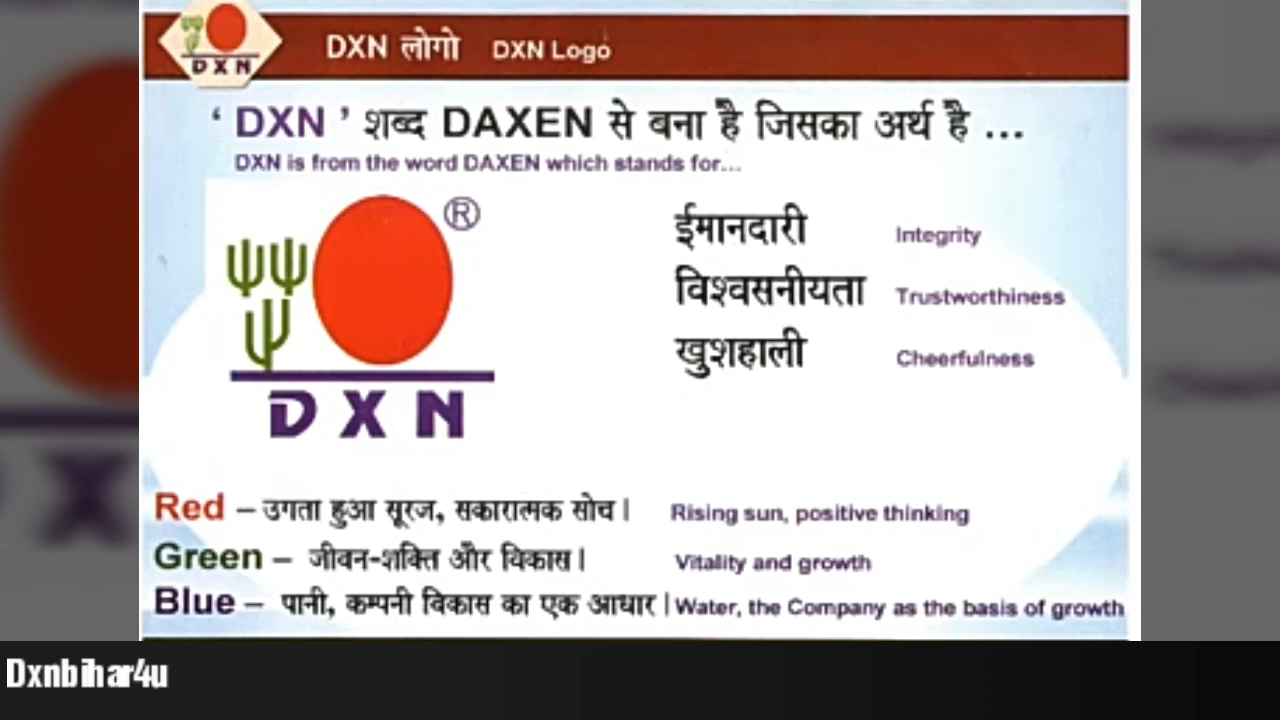 DXN
DXN लोगो DXN Logo
‘ DXN ’ शब्द DAXEN से बना है जिसका अर्थ है ...
DXN is from the word DAXEN which stands for...
®
ईमानदारी Integrity
विश्वसनीयता Trustworthiness
खुशहाली Cheerfulness
DXN
Red – उगता हुआ सूरज, सकारात्मक सोच। Rising sun, positive thinking
Green – जीवन-शक्ति और विकास। Vitality and growth
Blue – पानी, कम्पनी विकास का एक आधार। Water, the Company as the basis of growth
Dxnbihar4u